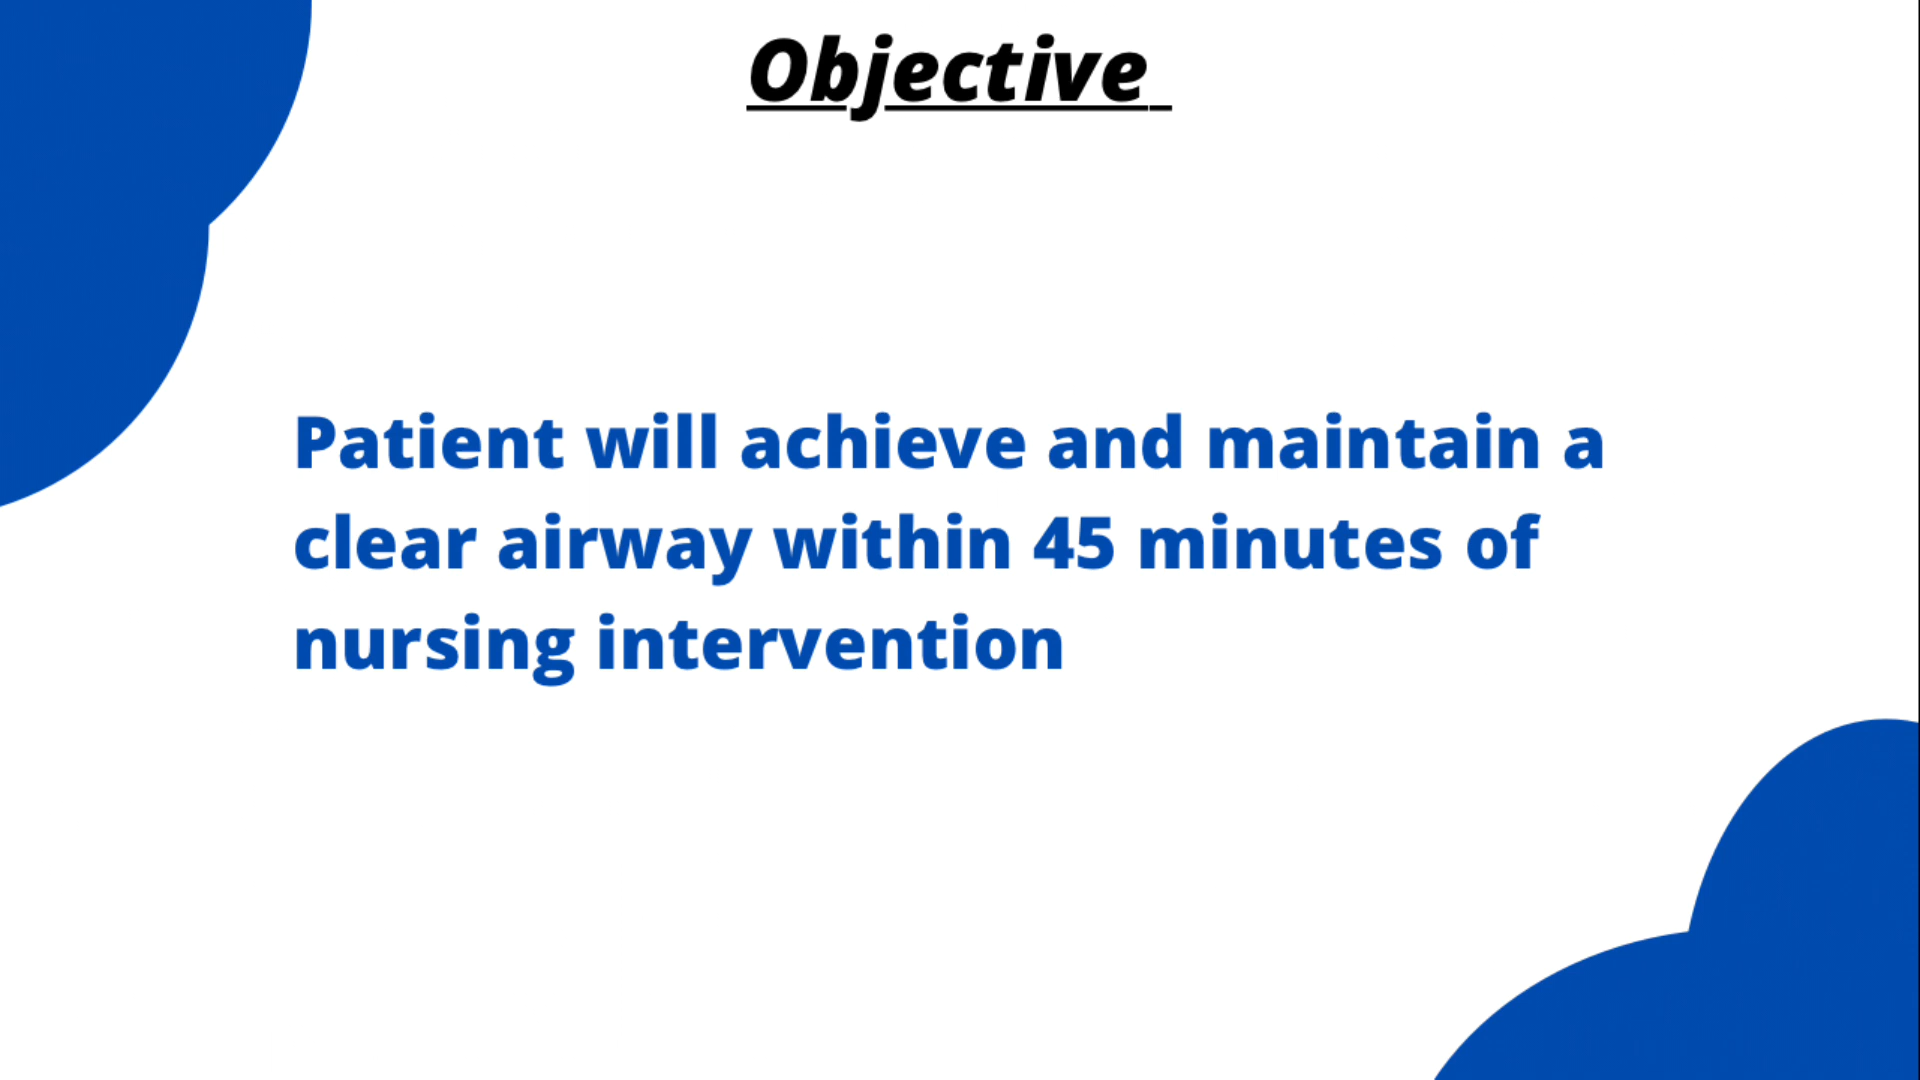 Objective
Patient will achieve and maintain a
clear airway within 45 minutes of
nursing intervention